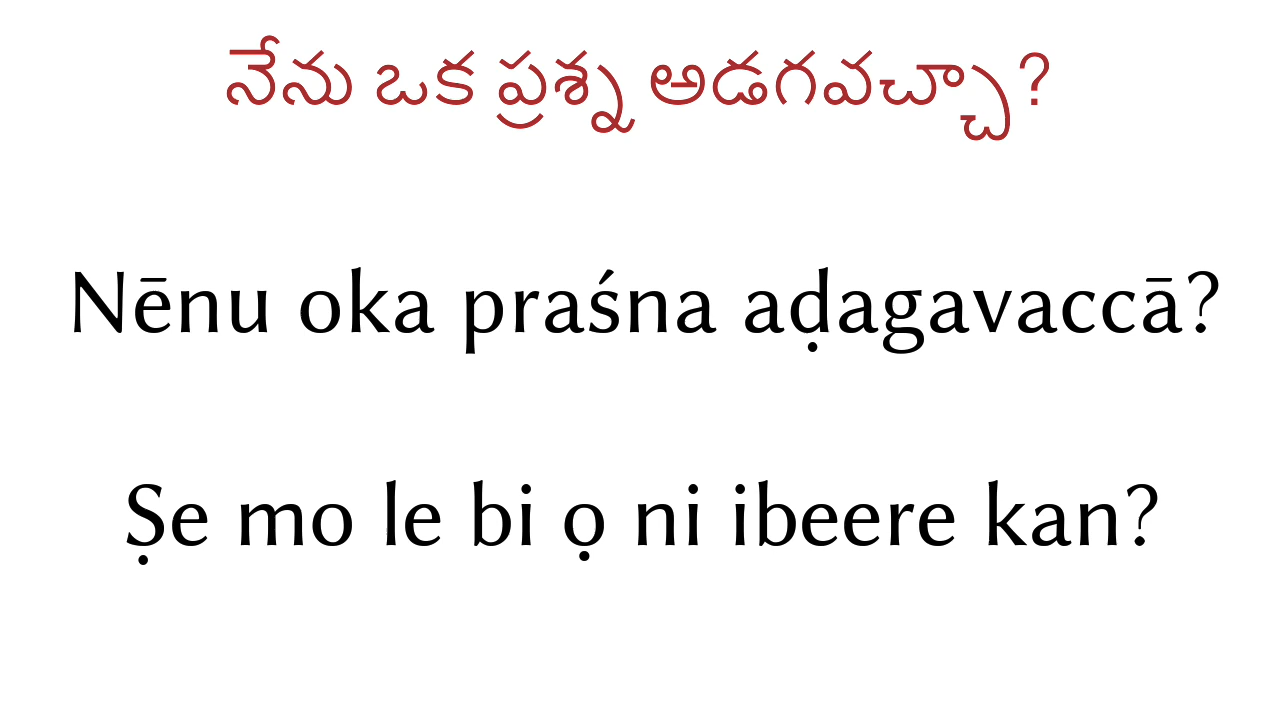 నేను ఒక ప్రశ్న అడగవచ్చా?
Nēnu oka praśna aḍagavaccā?
Ṣe mo le bi ọ ni ibeere kan?